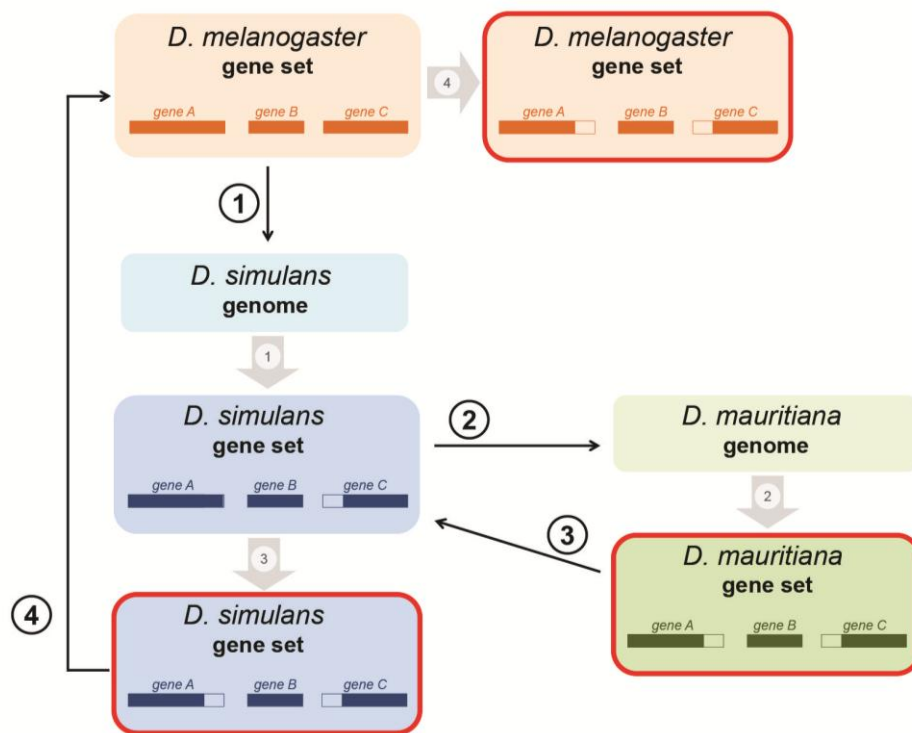 D. melanogaster
gene set
gene A gene B gene C
4
D. melanogaster
gene set
gene A gene B gene C
1
D. simulans
genome
1
D. simulans
gene set
gene A gene B gene C
2
D. mauritiana
genome
2
3
D. mauritiana
gene set
gene A gene B gene C
3
4
D. simulans
gene set
gene A gene B gene C